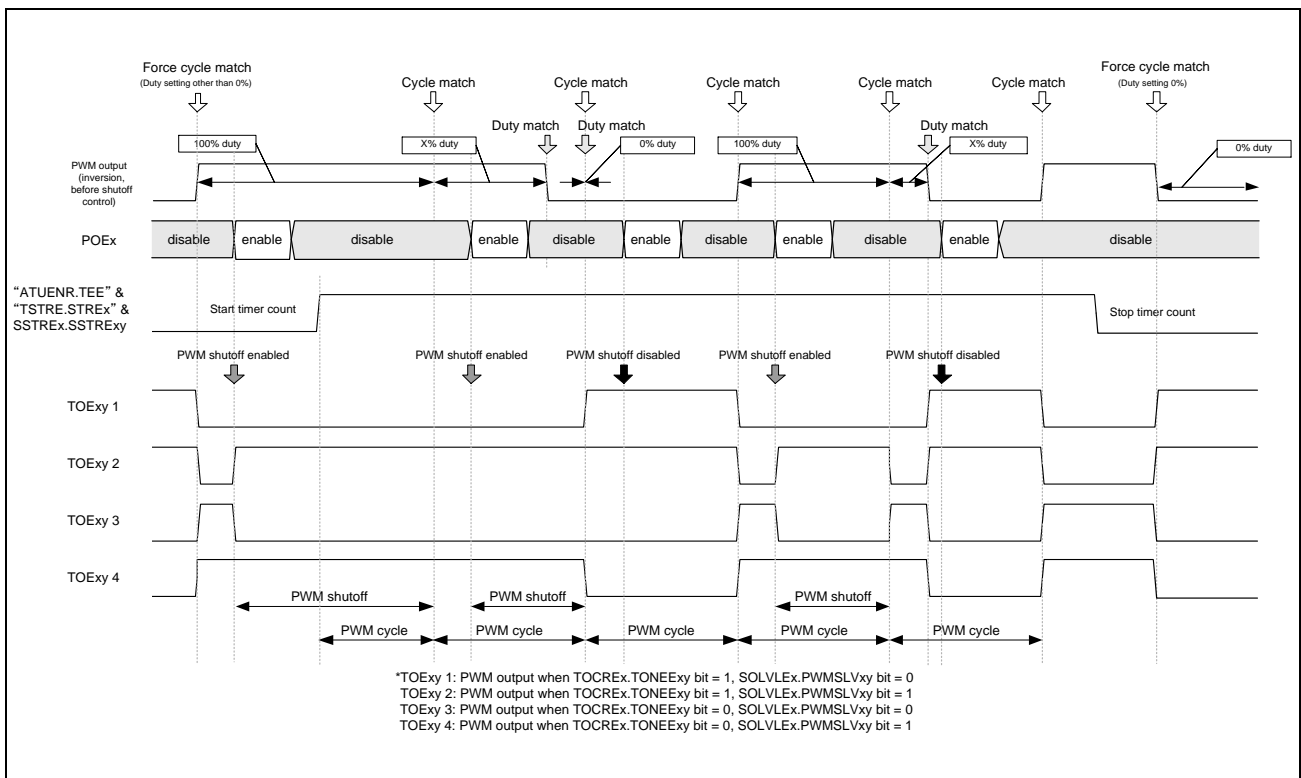 Force cycle match
(Duty setting other than 0%)
Cycle match
Cycle match
Cycle match
Cycle match
Cycle match
Force cycle match
(Duty setting 0%)
Duty match
Duty match
Duty match
100% duty
X% duty
0% duty
100% duty
X% duty
0% duty
PWM output
(inversion,
before shutoff
control)
POEx
disable
enable
disable
enable
disable
enable
disable
enable
disable
enable
disable
“ATUENR.TEE” &
“TSTRE.STREx” &
SSTREx.SSTRExy
Start timer count
Stop timer count
PWM shutoff enabled
PWM shutoff enabled
PWM shutoff disabled
PWM shutoff enabled
PWM shutoff disabled
TOExy 1
TOExy 2
TOExy 3
TOExy 4
PWM shutoff
PWM shutoff
PWM shutoff
PWM cycle
PWM cycle
PWM cycle
PWM cycle
PWM cycle
*TOExy 1: PWM output when TOCREx.TONEExy bit = 1, SOLVLEx.PWMSLVxy bit = 0
TOExy 2: PWM output when TOCREx.TONEExy bit = 1, SOLVLEx.PWMSLVxy bit = 1
TOExy 3: PWM output when TOCREx.TONEExy bit = 0, SOLVLEx.PWMSLVxy bit = 0
TOExy 4: PWM output when TOCREx.TONEExy bit = 0, SOLVLEx.PWMSLVxy bit = 1